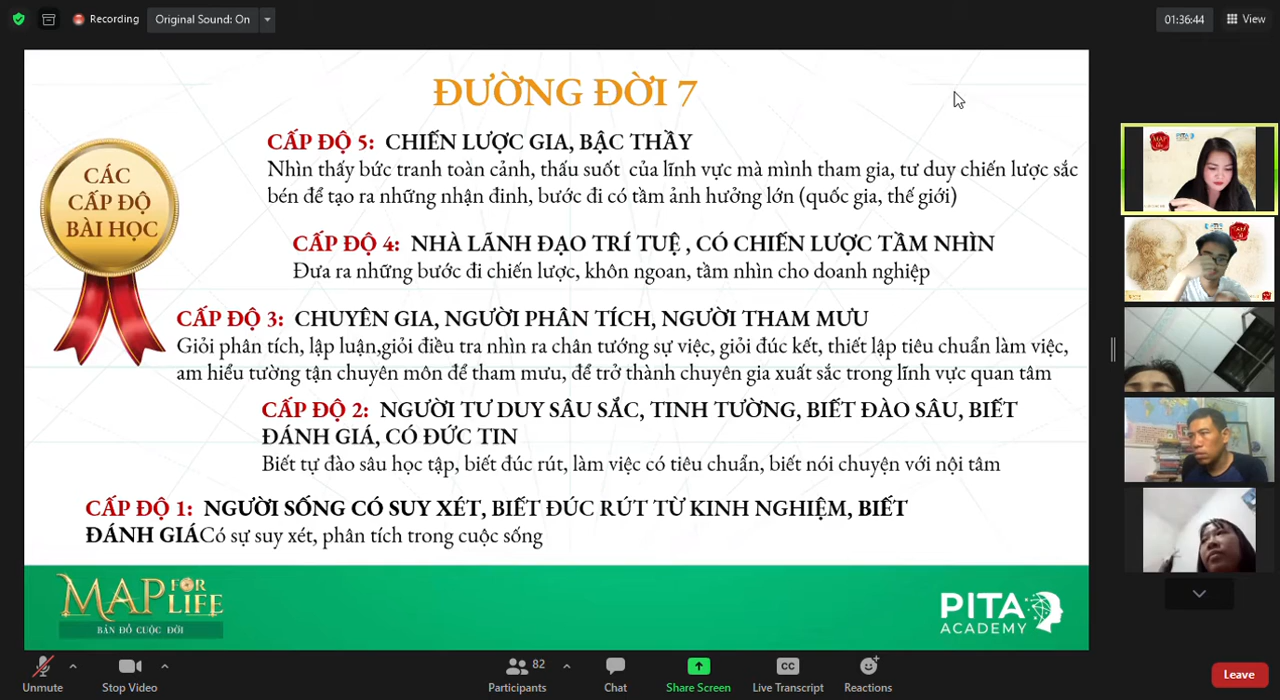 Recording
Original Sound: On
01:36:44
View
ĐƯỜNG ĐỜI 7
CÁC
CẤP ĐỘ
BÀI HỌC
CẤP ĐỘ 5: CHIẾN LƯỢC GIA, BẬC THẦY
Nhìn thấy bức tranh toàn cảnh, thấu suốt của lĩnh vực mà mình tham gia, tư duy chiến lược sắc
bén để tạo ra những nhận đinh, bước đi có tầm ảnh hưởng lớn (quốc gia, thế giới)
CẤP ĐỘ 4: NHÀ LÃNH ĐẠO TRÍ TUỆ , CÓ CHIẾN LƯỢC TẦM NHÌN
Đưa ra những bước đi chiến lược, khôn ngoan, tầm nhìn cho doanh nghiệp
CẤP ĐỘ 3: CHUYÊN GIA, NGƯỜI PHÂN TÍCH, NGƯỜI THAM MƯU
Giỏi phân tích, lập luận,giỏi điều tra nhìn ra chân tướng sự việc, giỏi đúc kết, thiết lập tiêu chuẩn làm việc,
am hiểu tường tận chuyên môn để tham mưu, để trở thành chuyên gia xuất sắc trong lĩnh vực quan tâm
CẤP ĐỘ 2: NGƯỜI TƯ DUY SÂU SẮC, TINH TƯỜNG, BIẾT ĐÀO SÂU, BIẾT
ĐÁNH GIÁ, CÓ ĐỨC TIN
Biết tự đào sâu học tập, biết đúc rút, làm việc có tiêu chuẩn, biết nói chuyện với nội tâm
CẤP ĐỘ 1: NGƯỜI SỐNG CÓ SUY XÉT, BIẾT ĐÚC RÚT TỪ KINH NGHIỆM, BIẾT
ĐÁNH GIÁCó sự suy xét, phân tích trong cuộc sống
MAP FOR LIFE
BẢN ĐỒ CUỘC ĐỜI
PITA
ACADEMY
Unmute
Stop Video
Participants
82
Chat
Share Screen
CC
Live Transcript
Reactions
Leave